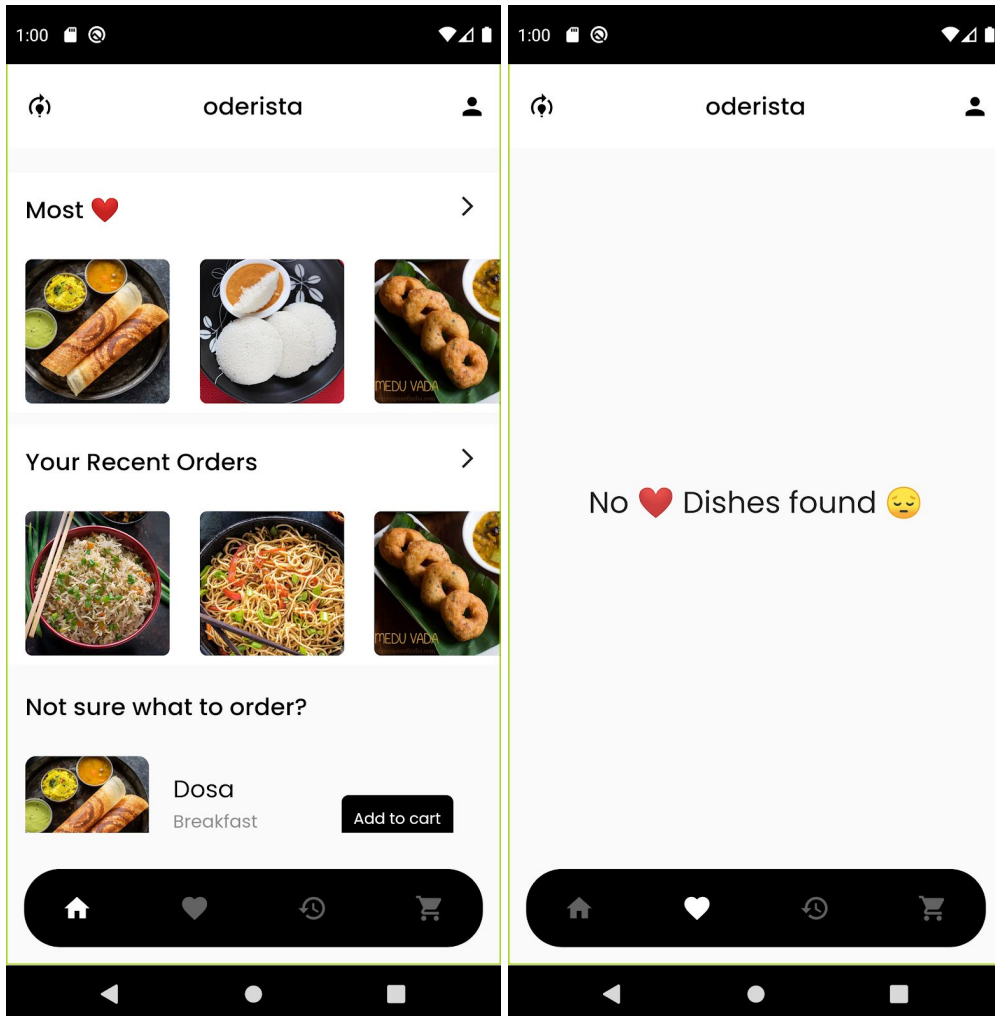 1:00
oderista
Most ❤️
MEDU VADA
Your Recent Orders
MEDU VADA
Not sure what to order?
Dosa
Breakfast
Add to cart
1:00
oderista
No ❤️ Dishes found 😔